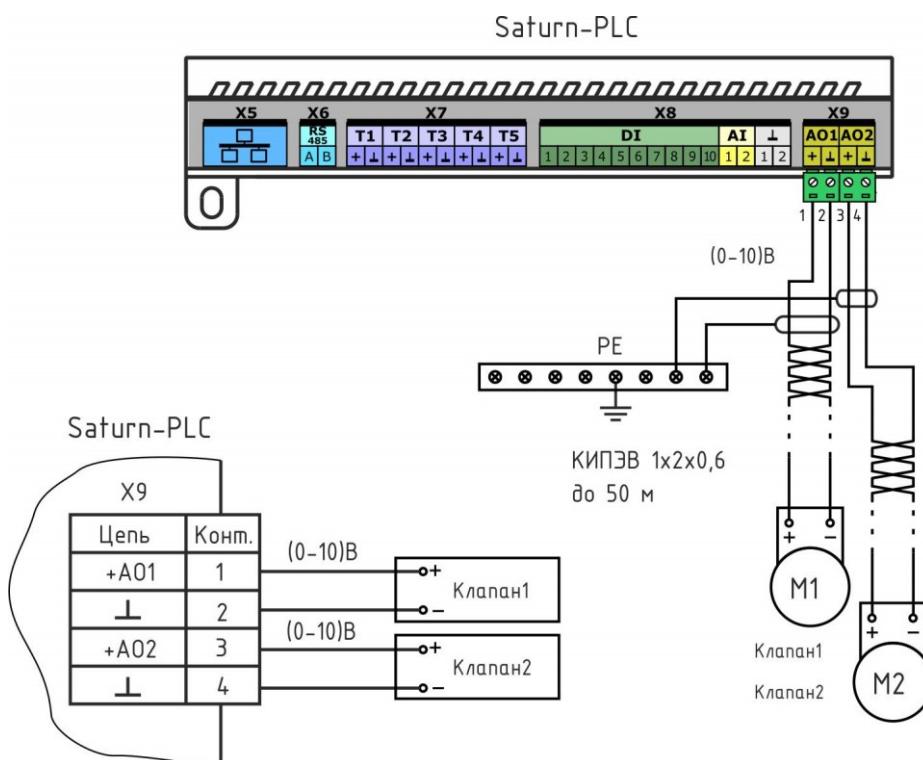 Saturn-PLC
X5 X6 X7 X8 X9
RS
485
T1 T2 T3 T4 T5 DI AI ⊥ AO1 AO2
A B + ⊥ + ⊥ + ⊥ + ⊥ + ⊥ 1 2 3 4 5 6 7 8 9 10 1 2 1 2 + ⊥ + ⊥
1 2 3 4
(0-10)В
PE
КИПЭВ 1x2x0,6
до 50 м
+ -
M1
Клапан1
Клапан2
+ -
M2
Saturn-PLC
X9
Цепь Конт.
+AO1 1 (0-10)В + Клапан1
⊥ 2 -
+AO2 3 (0-10)В + Клапан2
⊥ 4 -